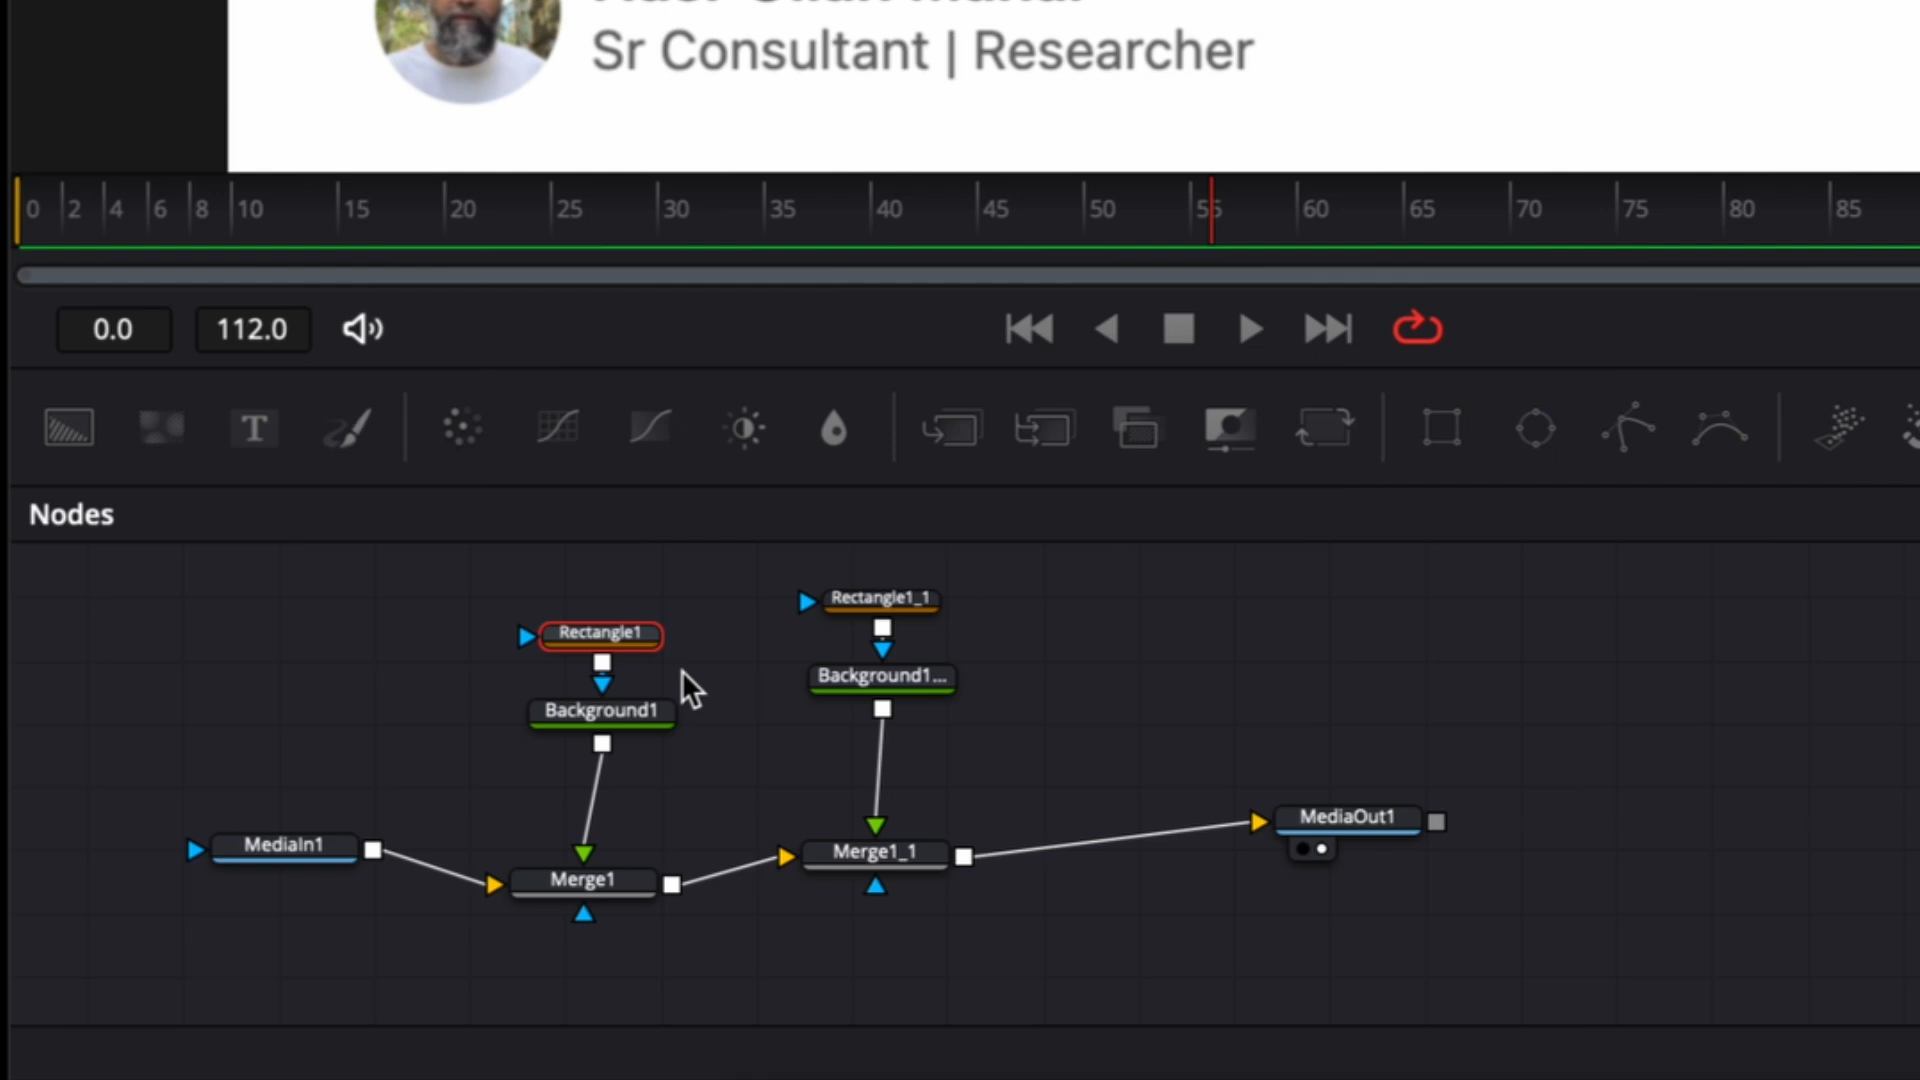 Sr Consultant | Researcher
0 2 4 6 8 10 15 20 25 30 35 40 45 50 55 60 65 70 75 80 85
0.0 112.0
T
Nodes
Rectangle1_1
Rectangle1
Background1...
Background1
MediaOut1
MediaIn1
Merge1_1
Merge1